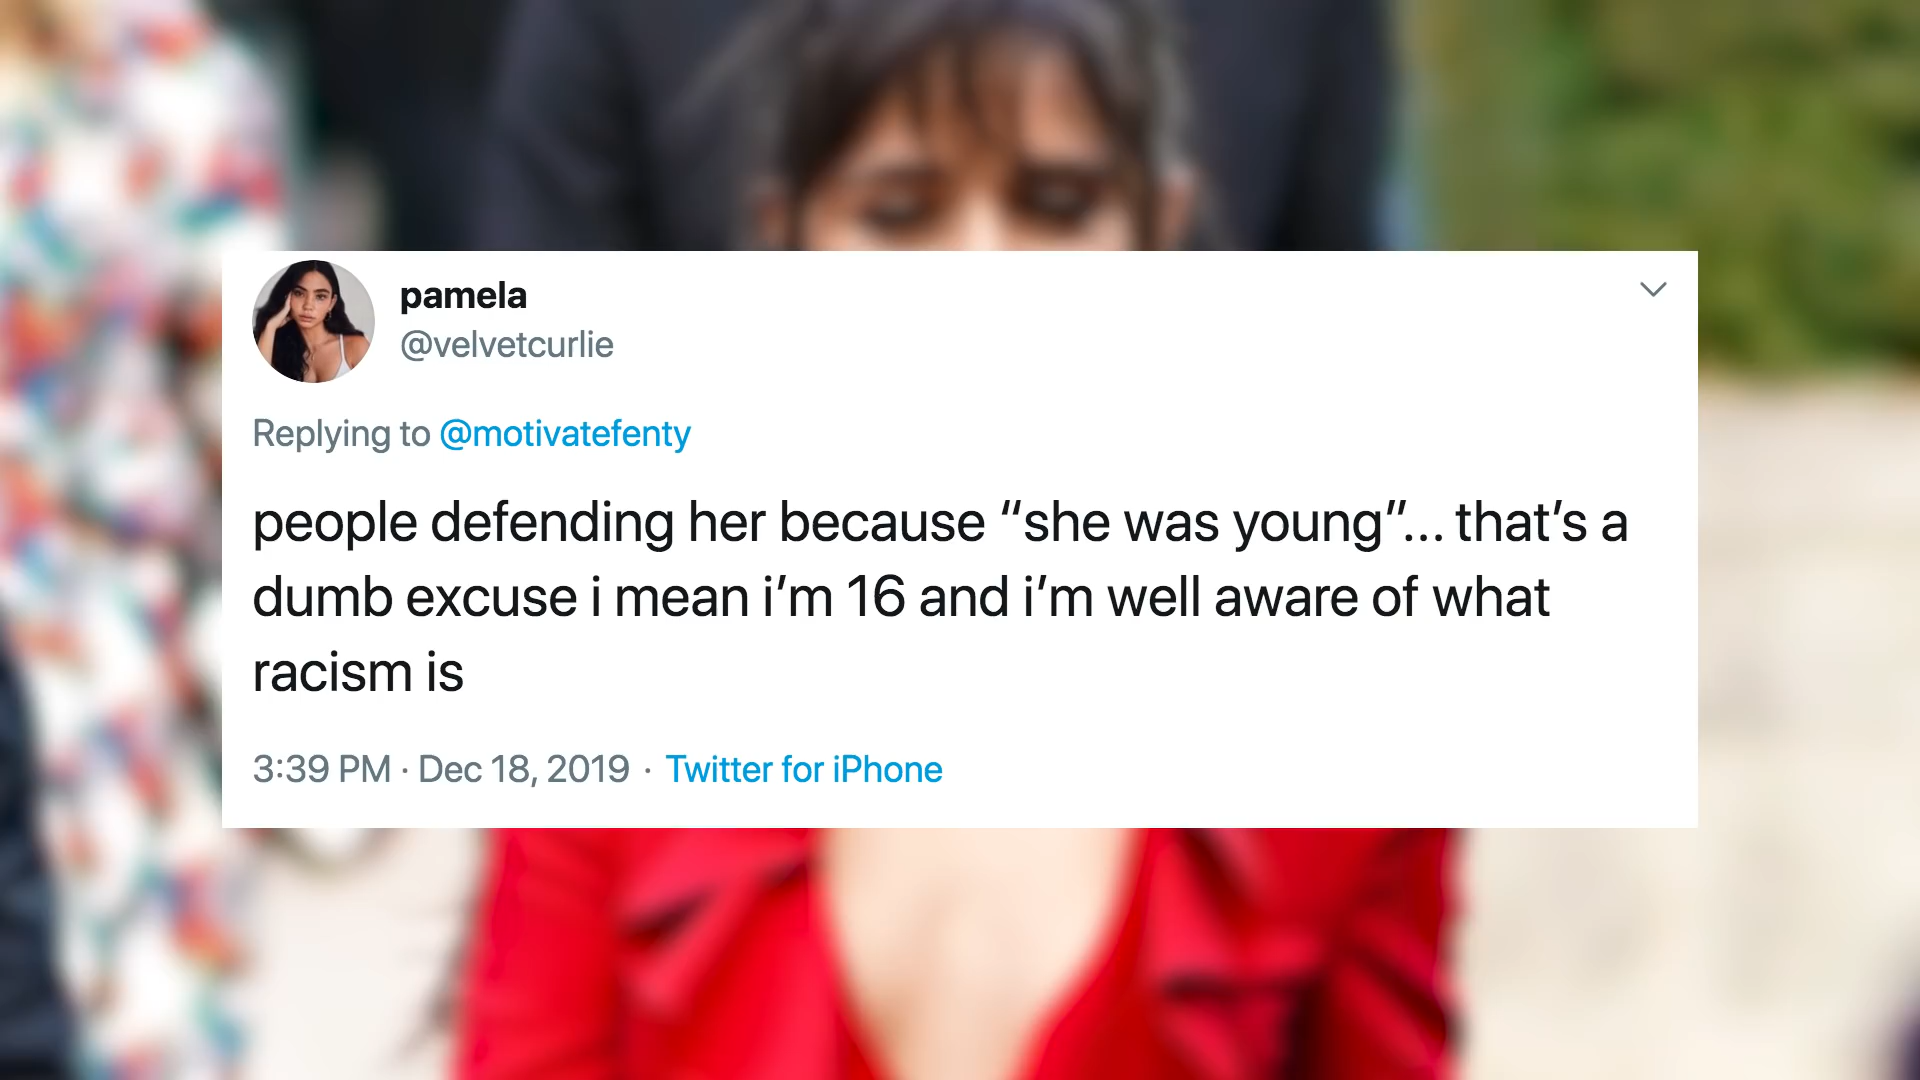 pamela
@velvetcurlie
Replying to @motivatefenty
people defending her because “she was young”... that’s a
dumb excuse i mean i’m 16 and i’m well aware of what
racism is
3:39 PM · Dec 18, 2019 · Twitter for iPhone